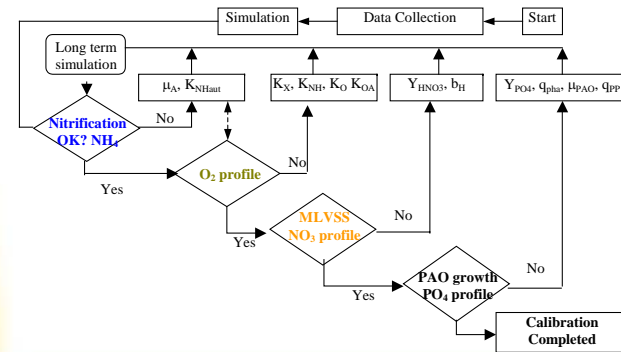 Simulation
Data Collection
Start
Long term
simulation
μA, KNHaut
KX, KNH, KO KOA
YHNO3, bH
YPO4, qpha, μPAO, qPP
Nitrification
OK? NH4
No
Yes
O2 profile
No
Yes
MLVSS
NO3 profile
No
Yes
PAO growth
PO4 profile
No
Yes
Calibration
Completed